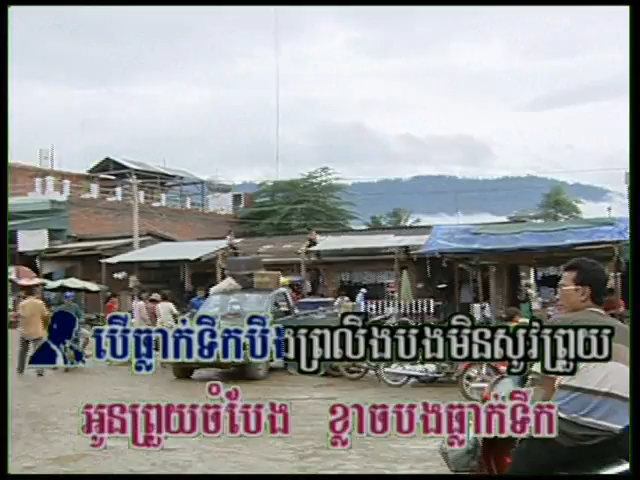 បើធ្លាក់ទឹកបឹងព្រលឹងបងមិនសូវព្រួយ
អូនព្រួយចំបែង ខ្លាចបងធ្លាក់ទឹក